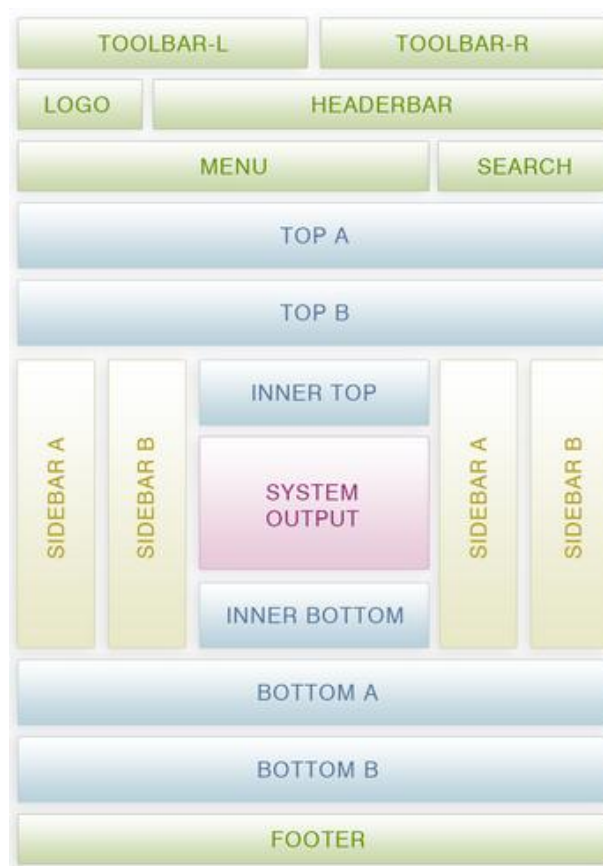 TOOLBAR-L
TOOLBAR-R
LOGO
HEADERBAR
MENU
SEARCH
TOP A
TOP B
SIDEBAR A
SIDEBAR B
INNER TOP
SYSTEM
OUTPUT
INNER BOTTOM
SIDEBAR A
SIDEBAR B
BOTTOM A
BOTTOM B
FOOTER